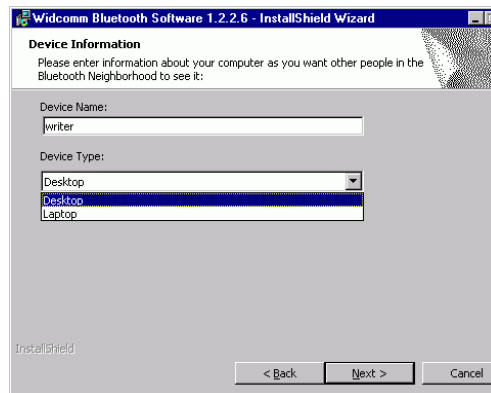 Widcomm Bluetooth Software 1.2.2.6 - InstallShield Wizard
Device Information
Please enter information about your computer as you want other people in the
Bluetooth Neighborhood to see it:
Device Name:
writer
Device Type:
Desktop
Desktop
Laptop
InstallShield
< Back Next > Cancel